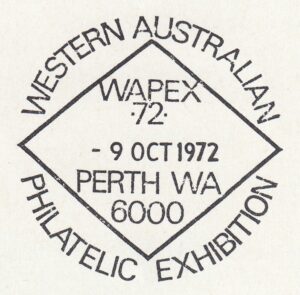 WESTERN AUSTRALIAN
WAPEX
·72·
- 9 OCT 1972
PERTH WA
6000
PHILATELIC EXHIBITION